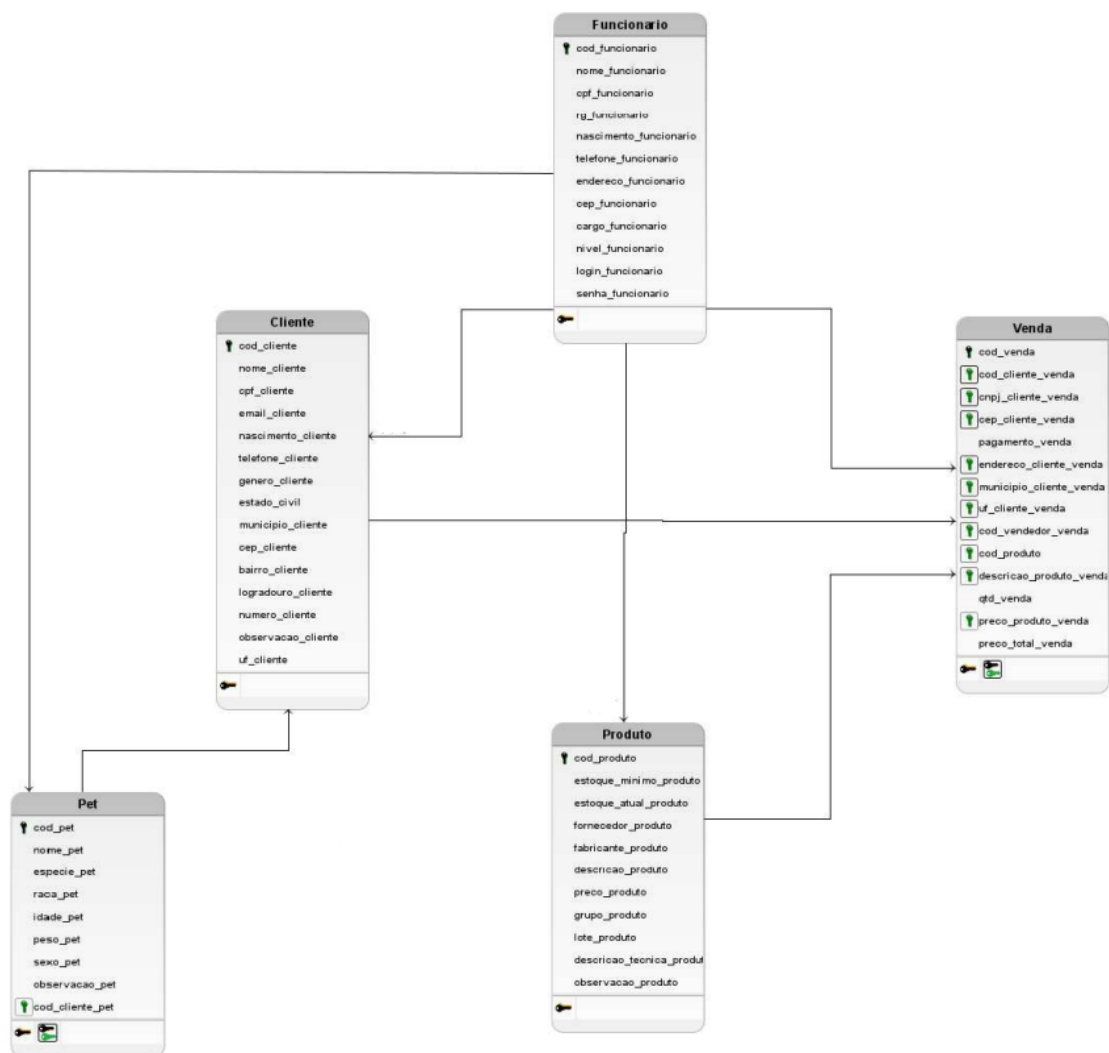 Funcionario
cod_funcionario
nome_funcionario
cpf_funcionario
rg_funcionario
nascimento_funcionario
telefone_funcionario
endereco_funcionario
cep_funcionario
cargo_funcionario
nivel_funcionario
login_funcionario
senha_funcionario
Cliente
cod_cliente
nome_cliente
cpf_cliente
email_cliente
nascimento_cliente
telefone_cliente
genero_cliente
estado_civil
municipio_cliente
cep_cliente
bairro_cliente
logradouro_cliente
numero_cliente
observacao_cliente
uf_cliente
Venda
cod_venda
cod_cliente_venda
cnpj_cliente_venda
cep_cliente_venda
pagamento_venda
endereco_cliente_venda
municipio_cliente_venda
uf_cliente_venda
cod_vendedor_venda
cod_produto
descricao_produto_venda
qtd_venda
preco_produto_venda
preco_total_venda
Produto
cod_produto
estoque_minimo_produto
estoque_atual_produto
fornecedor_produto
fabricante_produto
descricao_produto
preco_produto
grupo_produto
lote_produto
descricao_tecnica_produt
observacao_produto
Pet
cod_pet
nome_pet
especie_pet
raca_pet
idade_pet
peso_pet
sexo_pet
observacao_pet
cod_cliente_pet